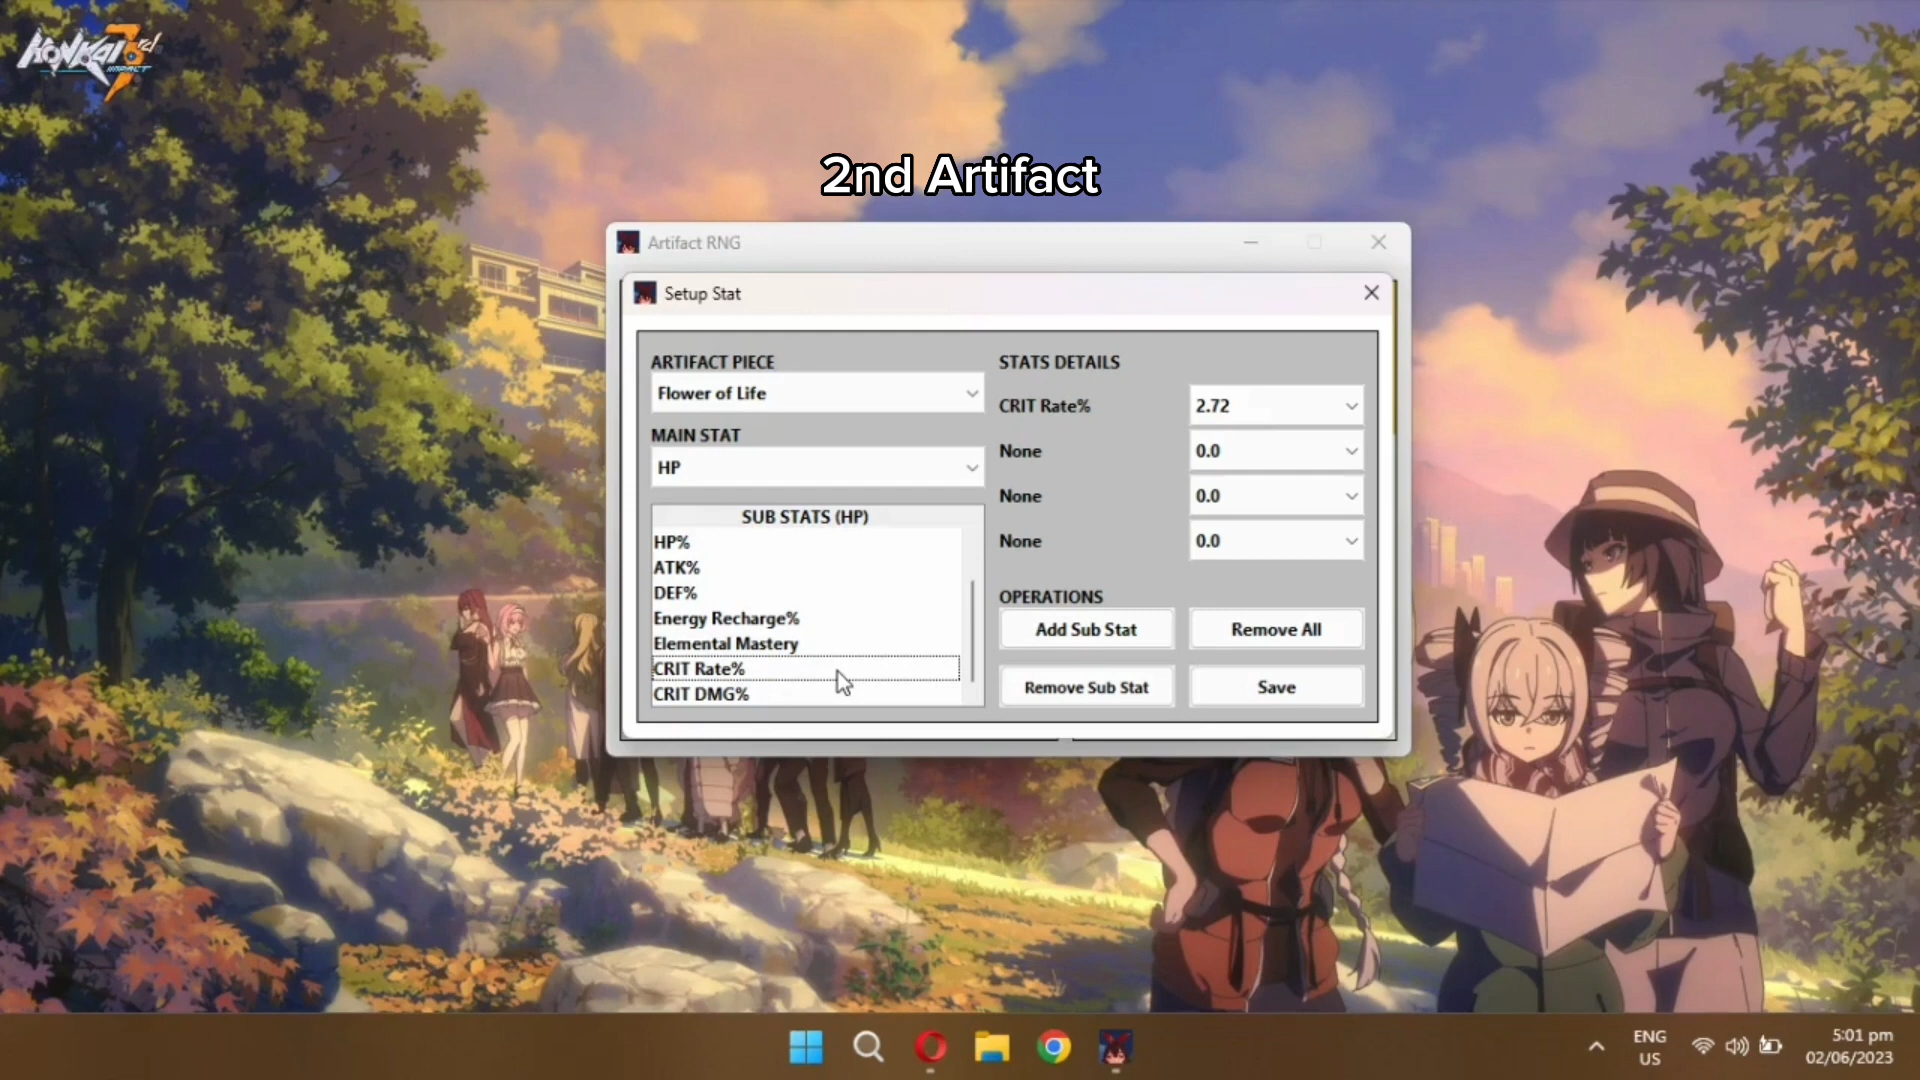 HonKai 3rd
IMPACT
2nd Artifact
Artifact RNG
Setup Stat
ARTIFACT PIECE
Flower of Life
MAIN STAT
HP
SUB STATS (HP)
HP%
ATK%
DEF%
Energy Recharge%
Elemental Mastery
CRIT Rate%
CRIT DMG%
STATS DETAILS
CRIT Rate% 2.72
None 0.0
None 0.0
None 0.0
OPERATIONS
Add Sub Stat Remove All
Remove Sub Stat Save
ENG
US
5:01 pm
02/06/2023